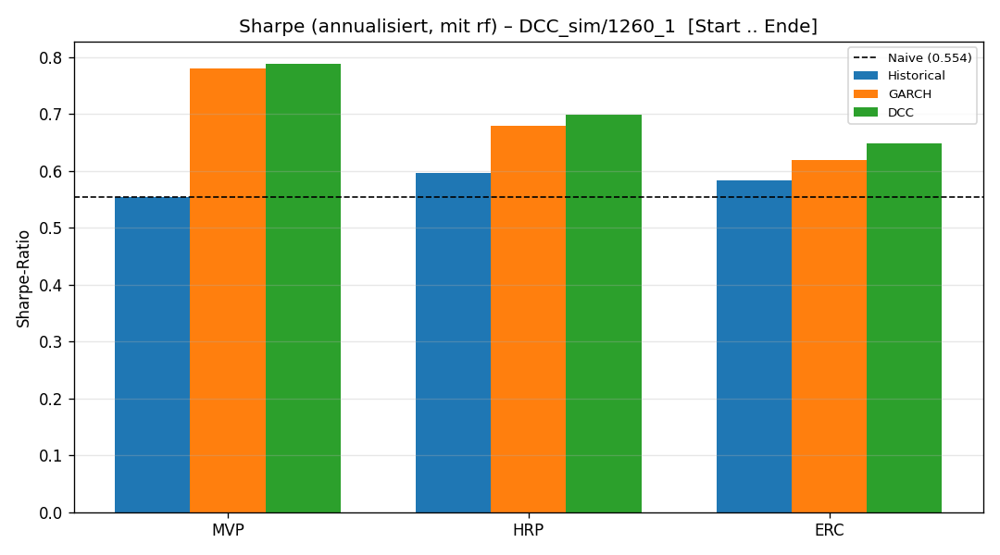 Sharpe (annualisiert, mit rf) – DCC_sim/1260_1 [Start .. Ende]
Naive (0.554)
Historical
GARCH
DCC
Sharpe-Ratio
0.8
0.7
0.6
0.5
0.4
0.3
0.2
0.1
0.0
MVP
HRP
ERC